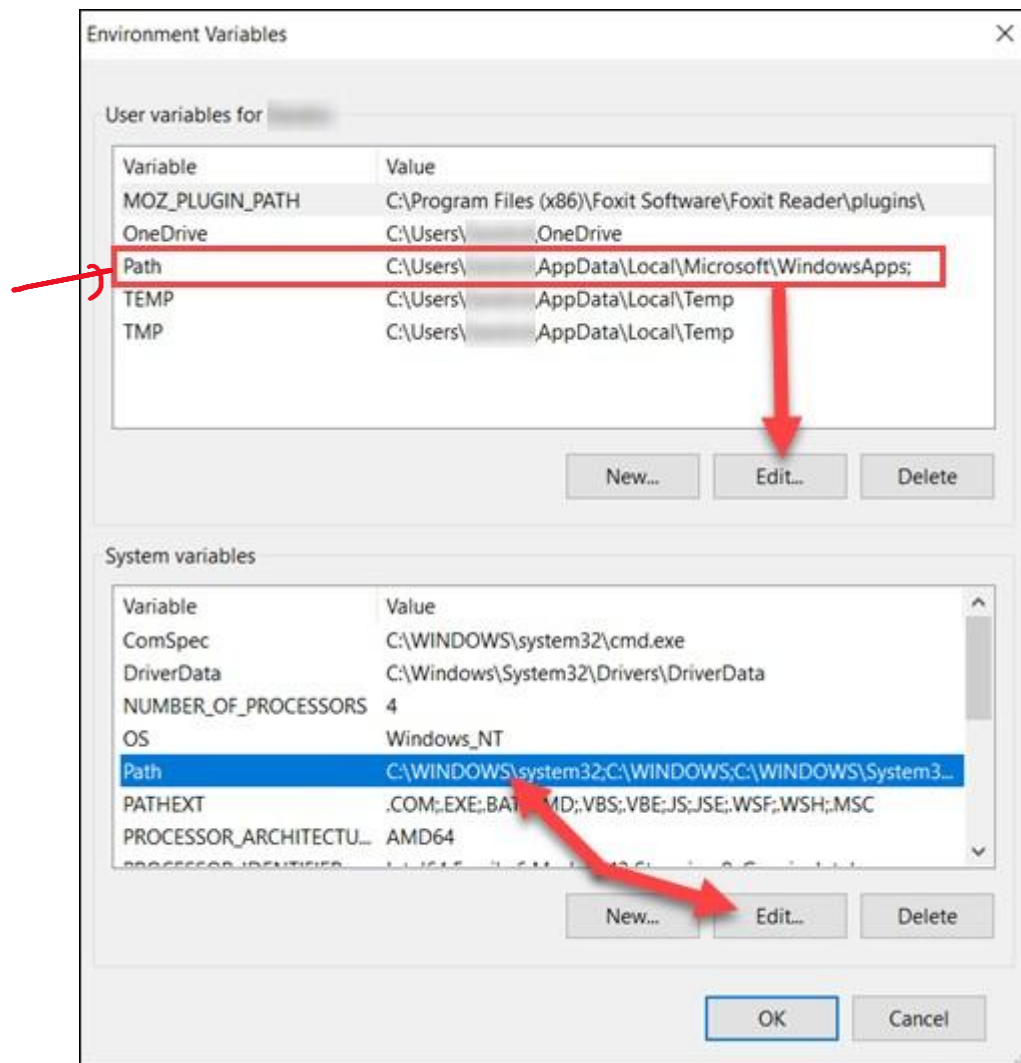 Environment Variables
User variables for
Variable Value
MOZ_PLUGIN_PATH C:\Program Files (x86)\Foxit Software\Foxit Reader\plugins\
OneDrive C:\Users\ OneDrive
Path C:\Users\ AppData\Local\Microsoft\WindowsApps;
TEMP C:\Users\ AppData\Local\Temp
TMP C:\Users\ AppData\Local\Temp
New... Edit... Delete
System variables
Variable Value
ComSpec C:\WINDOWS\system32\cmd.exe
DriverData C:\Windows\System32\Drivers\DriverData
NUMBER_OF_PROCESSORS 4
OS Windows_NT
Path C:\WINDOWS\system32;C:\WINDOWS;C:\WINDOWS\System3...
PATHEXT .COM;.EXE;.BAT MD;.VBS;.VBE;.JS;.JSE;.WSF;.WSH;.MSC
PROCESSOR_ARCHITECTU... AMD64
New... Edit... Delete
OK Cancel